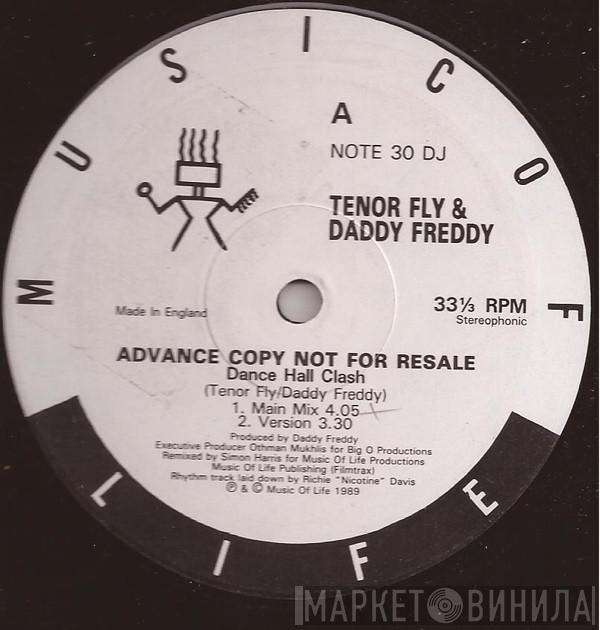 MUSIC OF
LIFE
A
NOTE 30 DJ
TENOR FLY &
DADDY FREDDY
Made In England
33⅓ RPM
Stereophonic
ADVANCE COPY NOT FOR RESALE
Dance Hall Clash
(Tenor Fly/Daddy Freddy)
1. Main Mix 4.05
2. Version 3.30
Produced by Daddy Freddy
Executive Producer Othman Mukhlis for Big O Productions
Remixed by Simon Harris for Music Of Life Productions
Music Of Life Publishing (Filmtrax)
Rhythm track laid down by Richie "Nicotine" Davis
℗ & © Music Of Life 1989
МАРКЕТ ВИНИЛА